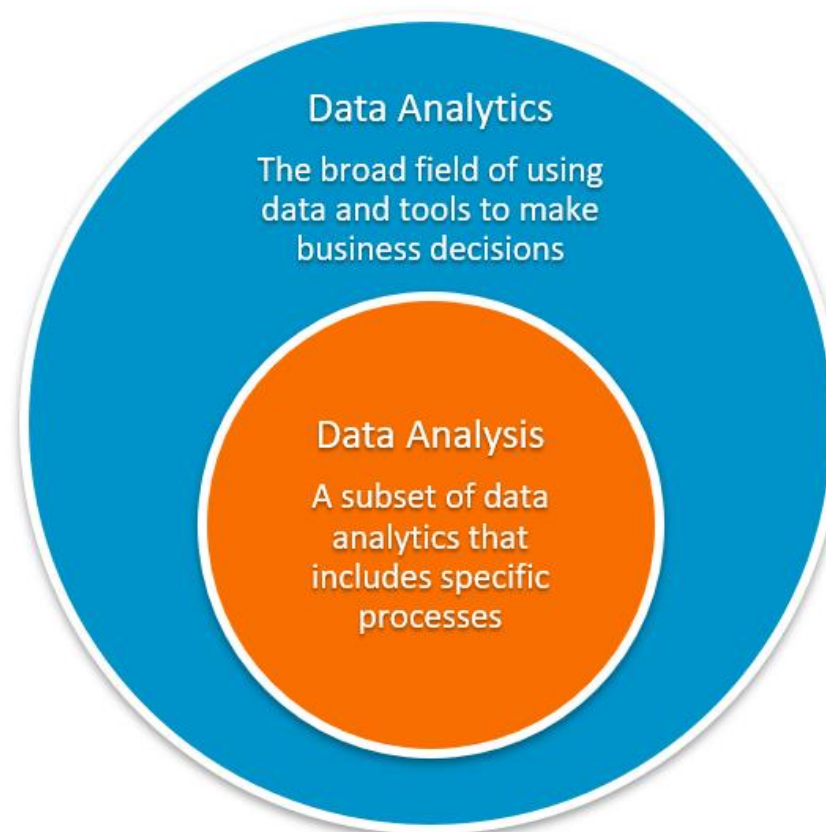 Data Analytics
The broad field of using
data and tools to make
business decisions
Data Analysis
A subset of data
analytics that
includes specific
processes